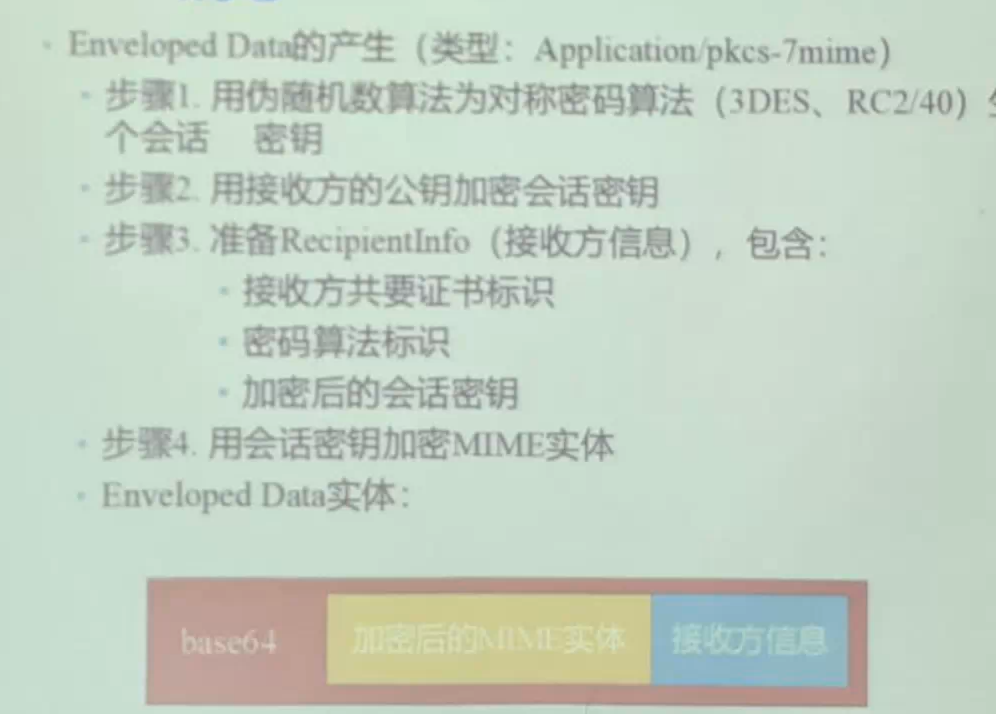 Enveloped Data的产生（类型：Application/pkcs-7mime）
步骤1. 用伪随机数算法为对称密码算法（3DES、RC2/40）
个会话 密钥
步骤2. 用接收方的公钥加密会话密钥
步骤3. 准备RecipientInfo（接收方信息），包含：
接收方共要证书标识
密码算法标识
加密后的会话密钥
步骤4. 用会话密钥加密MIME实体
Enveloped Data实体：
base64 加密后的MIME实体 接收方信息